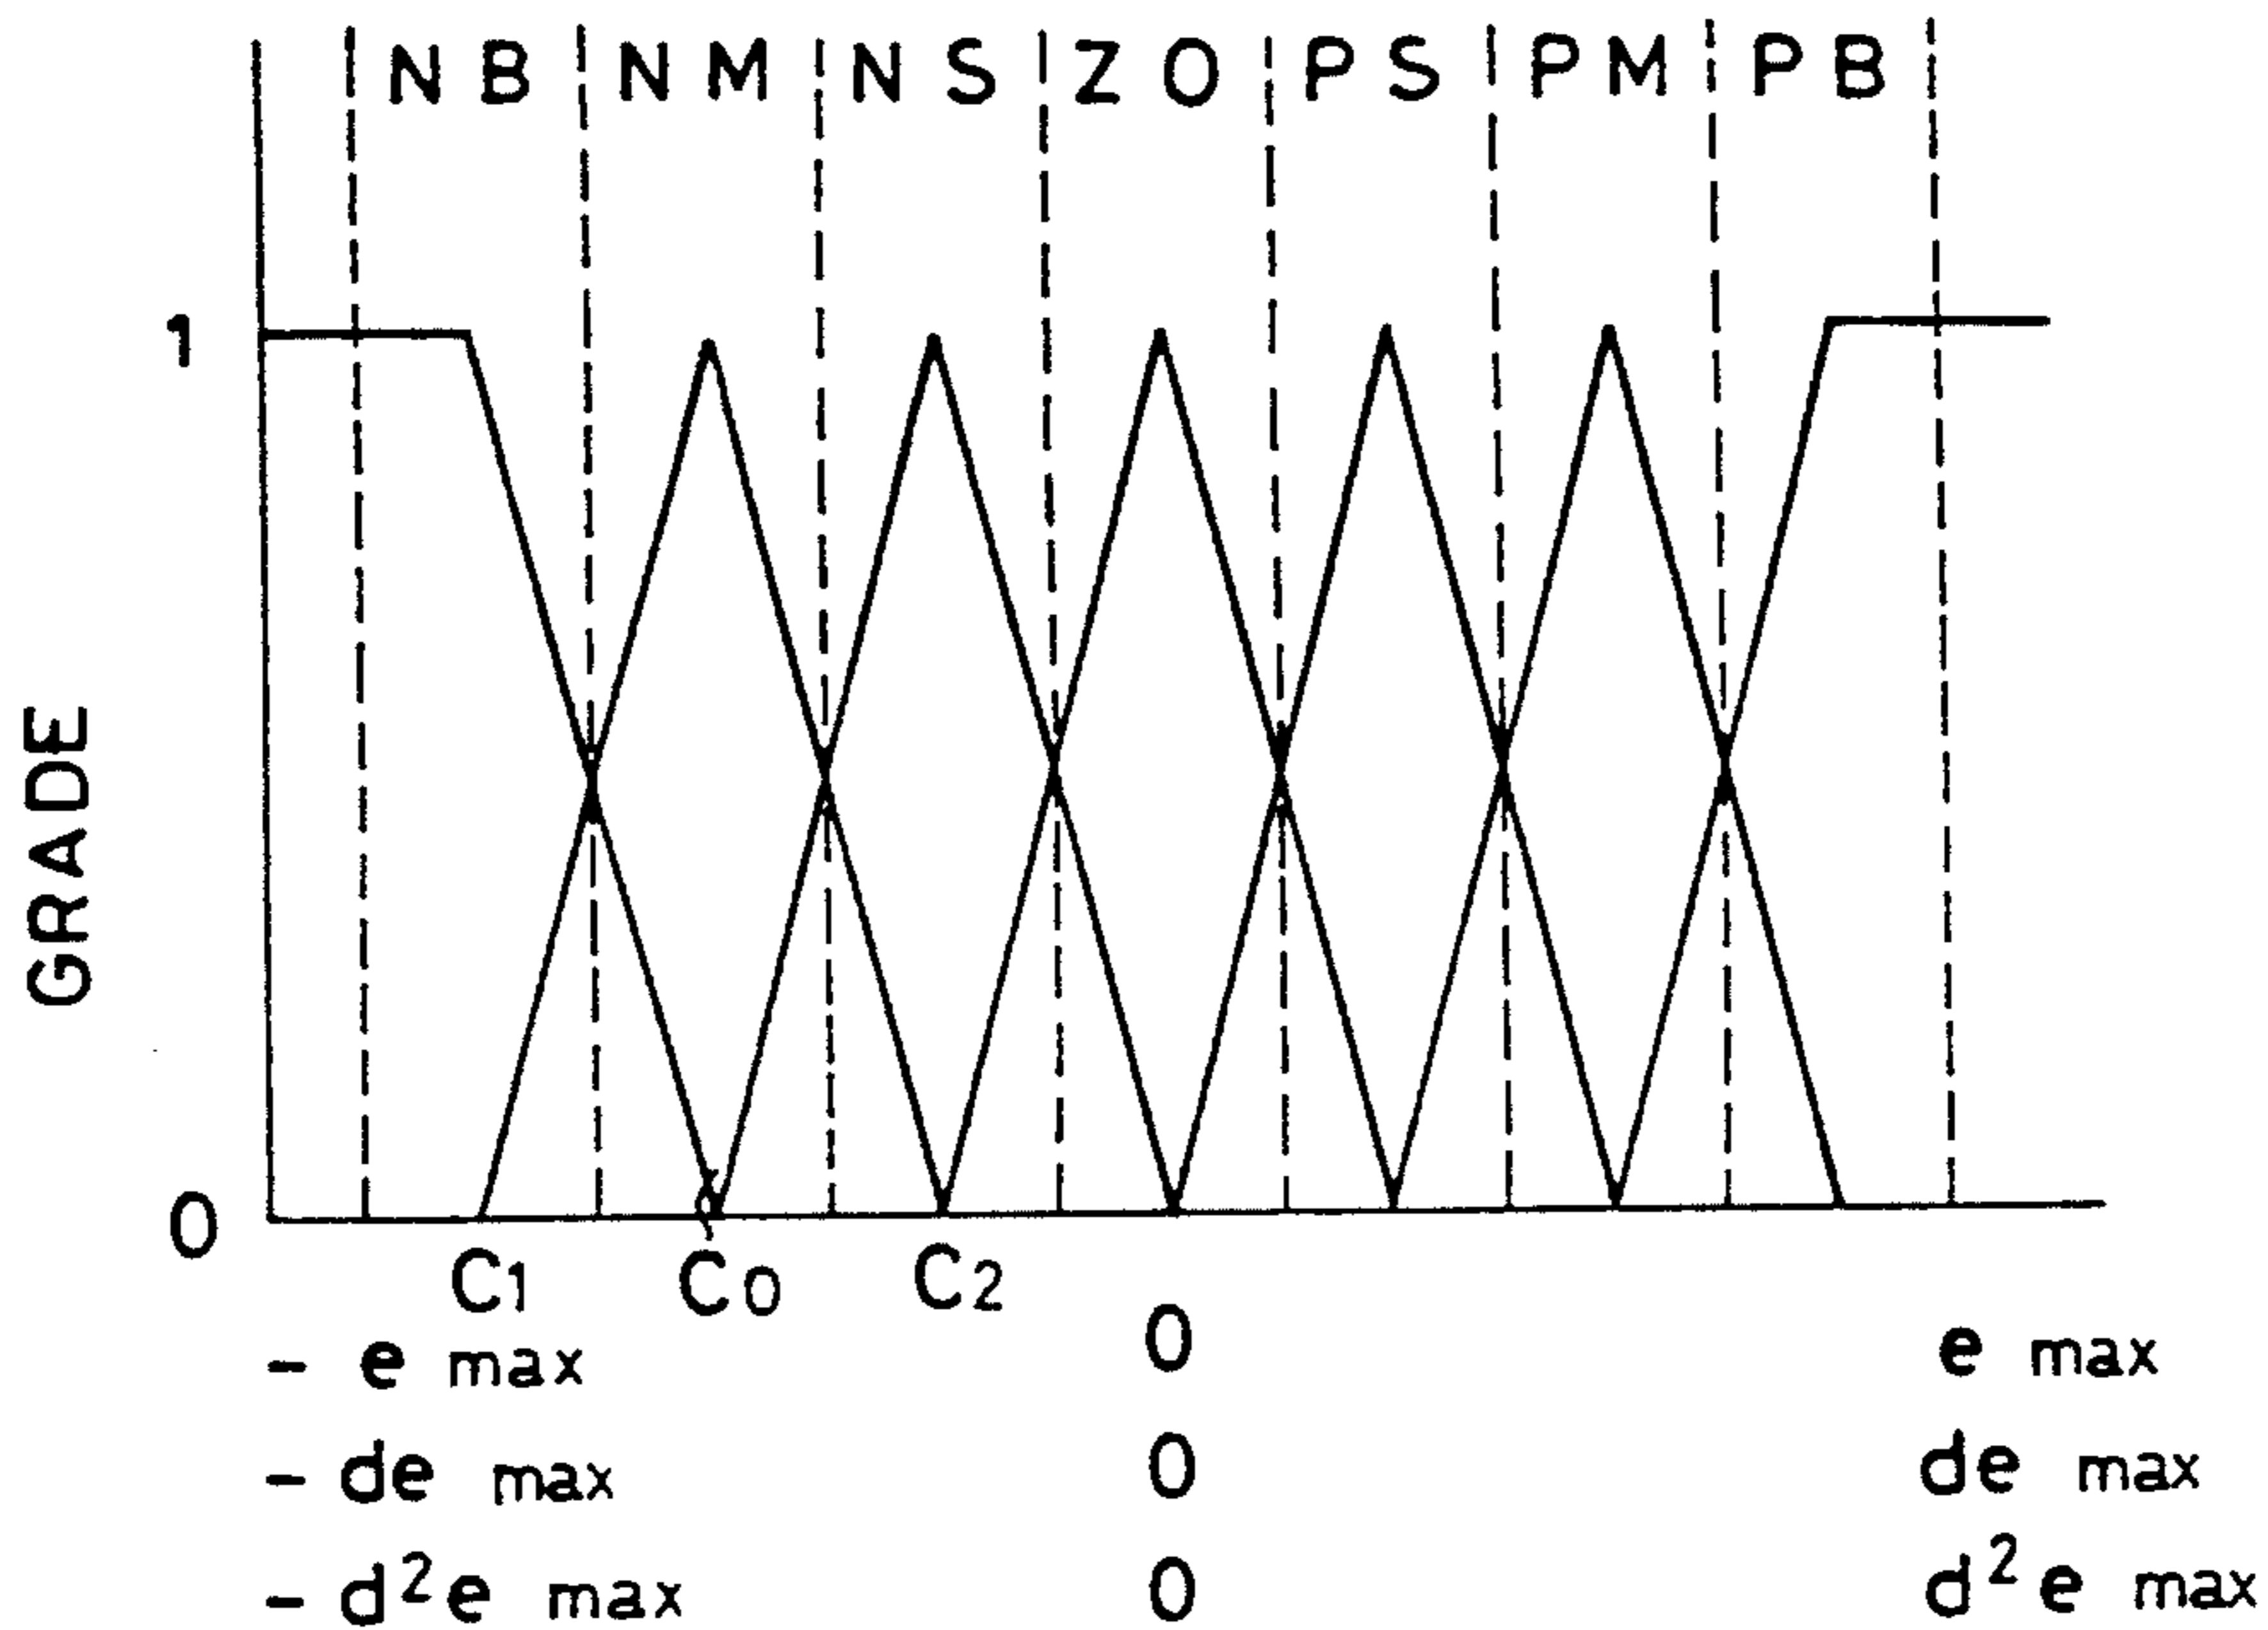 NB NM NS ZO PS PM PB
1
GRADE
0
C1 C0 C2
- e max 0 e max
- de max 0 de max
- d²e max 0 d²e max